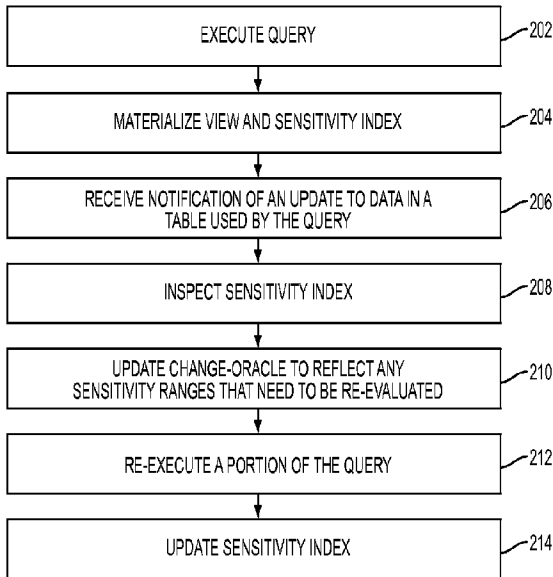 EXECUTE QUERY
202
MATERIALIZE VIEW AND SENSITIVITY INDEX
204
RECEIVE NOTIFICATION OF AN UPDATE TO DATA IN A
TABLE USED BY THE QUERY
206
INSPECT SENSITIVITY INDEX
208
UPDATE CHANGE-ORACLE TO REFLECT ANY
SENSITIVITY RANGES THAT NEED TO BE RE-EVALUATED
210
RE-EXECUTE A PORTION OF THE QUERY
212
UPDATE SENSITIVITY INDEX
214